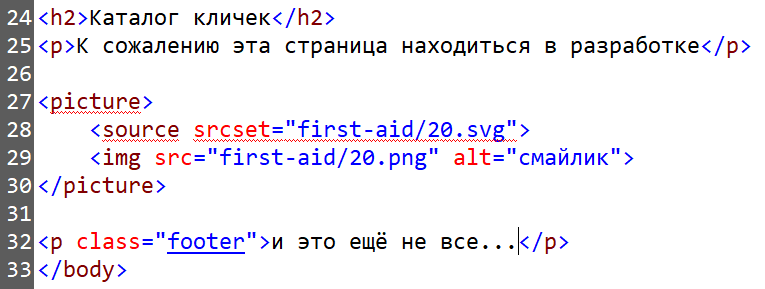 24 <h2>Каталог кличек</h2>
25 <p>К сожалению эта страница находиться в разработке</p>
26
27 <picture>
28     <source srcset="first-aid/20.svg">
29     <img src="first-aid/20.png" alt="смайлик">
30 </picture>
31
32 <p class="footer">и это ещё не все...</p>
33 </body>